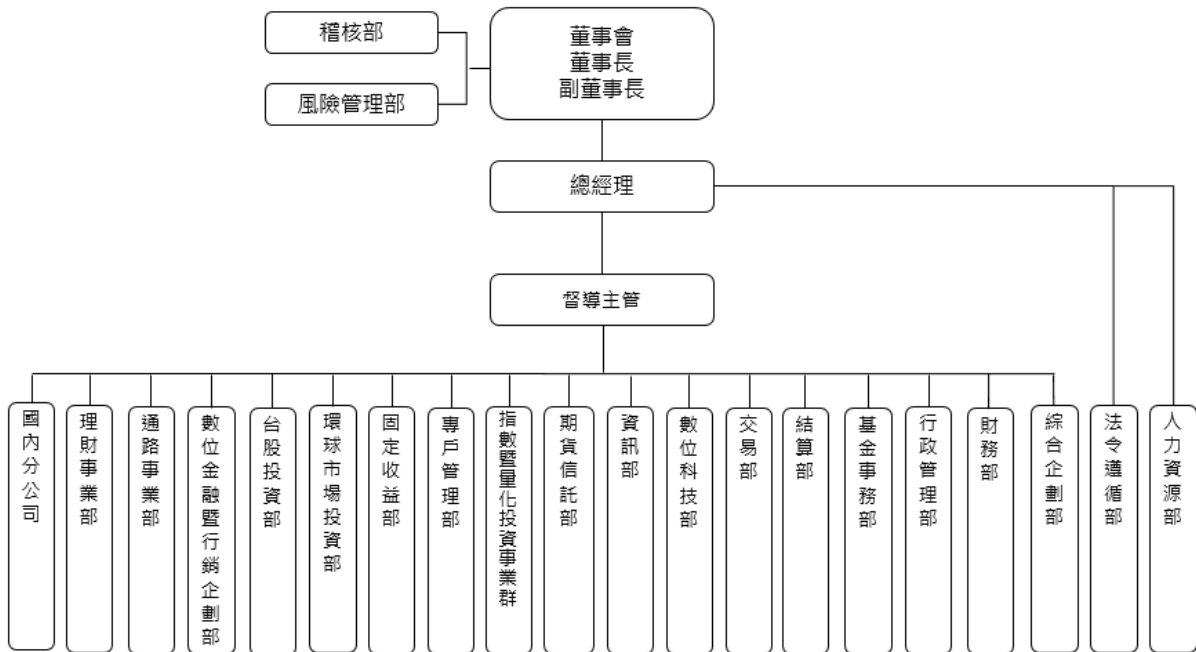 稽核部
風險管理部
董事會
董事長
副董事長
總經理
督導主管
國內分公司
理財事業部
通路事業部
數位金融暨行銷企劃部
台股投資部
環球市場投資部
固定收益部
專戶管理部
指數暨量化投資事業群
期貨信託部
資訊部
數位科技部
交易部
結算部
基金事務部
行政管理部
財務部
綜合企劃部
法令遵循部
人力資源部